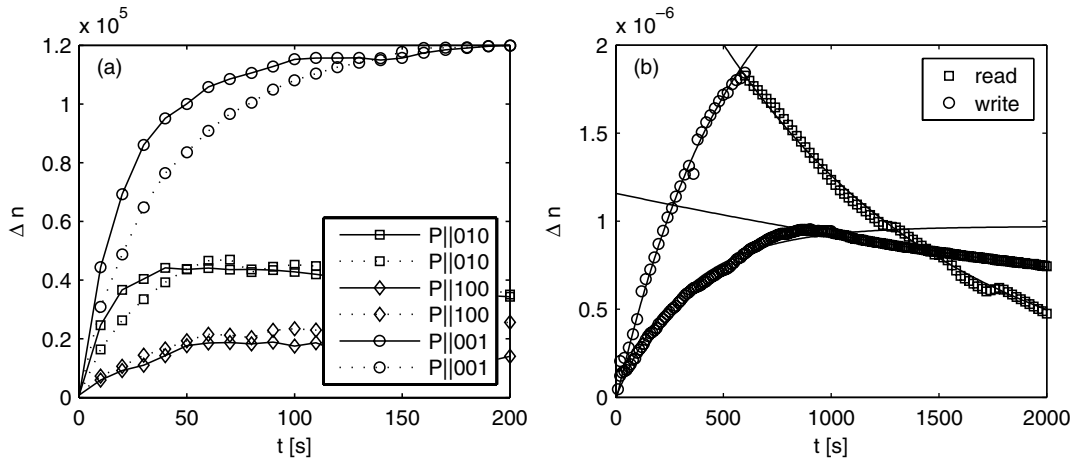 x 10^5
(a)
1.2
1
0.8
0.6
0.4
0.2
0
Δ n
P||010
P||010
P||100
P||100
P||001
P||001
0 50 100 150 200
t [s]
x 10^−6
(b)
2
1.5
1
0.5
0
Δ n
read
write
0 500 1000 1500 2000
t [s]